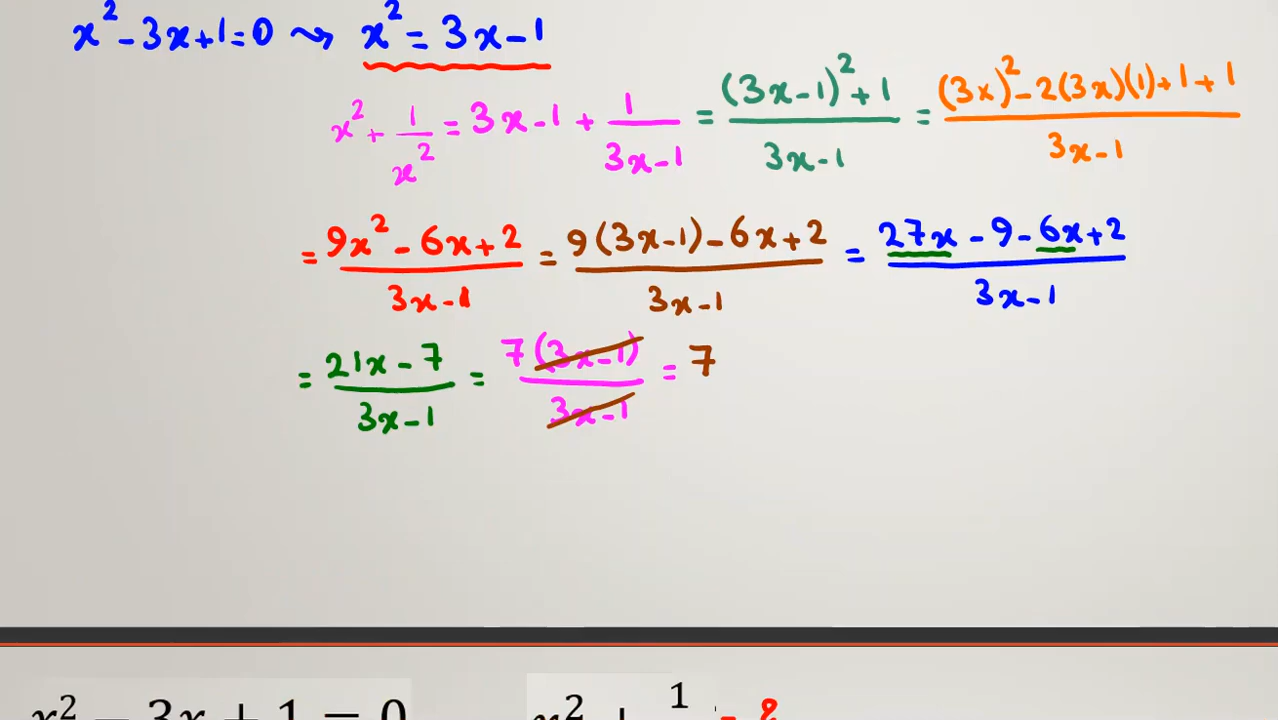 x² - 3x + 1 = 0 ⇝ x² = 3x - 1
x² + 1/x² = 3x - 1 + 1/(3x - 1) = ((3x - 1)² + 1)/(3x - 1) = ((3x)² - 2(3x)(1) + 1 + 1)/(3x - 1)
= (9x² - 6x + 2)/(3x - 1) = (9(3x - 1) - 6x + 2)/(3x - 1) = (27x - 9 - 6x + 2)/(3x - 1)
= (21x - 7)/(3x - 1) = 7(3x - 1)/(3x - 1) = 7
x² - 3x + 1 = 0 x² + 1